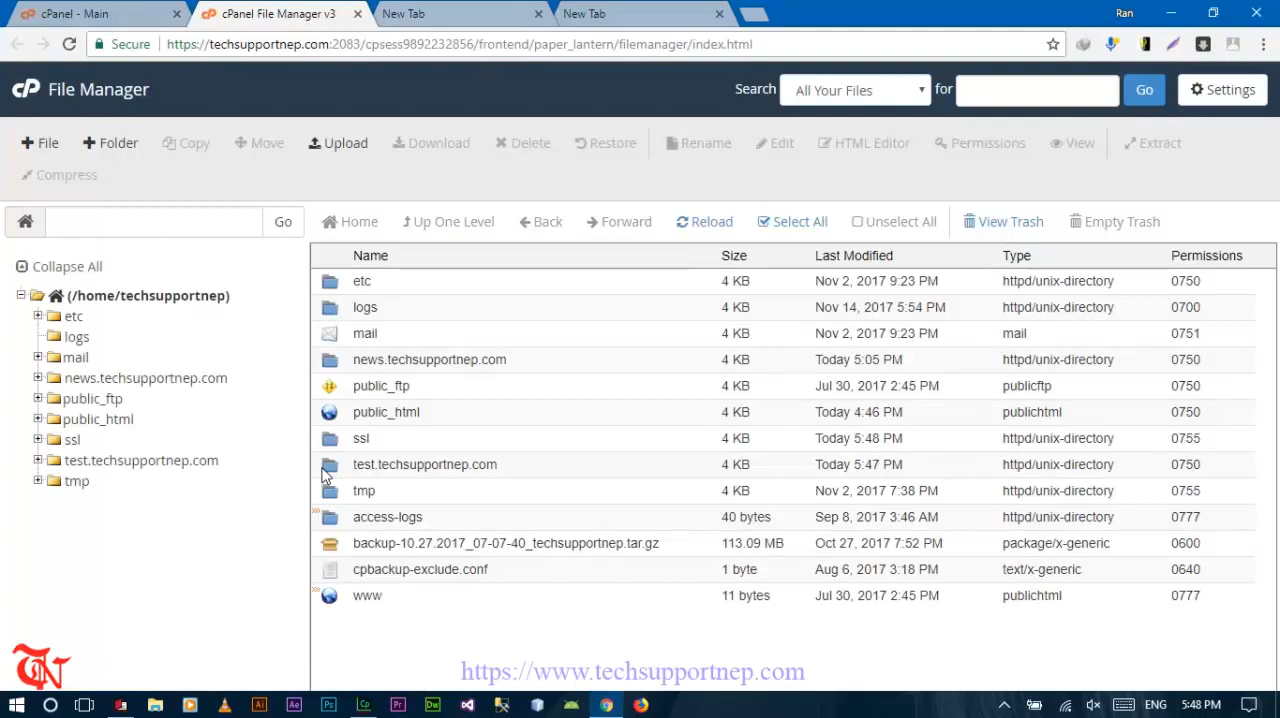 cPanel - Main
cPanel File Manager v3
New Tab
New Tab
Ran
Secure
https://techsupportnep.com:2083/cpsess9892232856/frontend/paper_lantern/filemanager/index.html
cP File Manager
Search All Your Files for Go Settings
File Folder Copy Move Upload Download Delete Restore Rename Edit HTML Editor Permissions View Extract
Compress
Go Home Up One Level Back Forward Reload Select All Unselect All View Trash Empty Trash
Collapse All
(/home/techsupportnep)
etc
logs
mail
news.techsupportnep.com
public_ftp
public_html
ssl
test.techsupportnep.com
tmp
Name Size Last Modified Type Permissions
etc 4 KB Nov 2, 2017 9:23 PM httpd/unix-directory 0750
logs 4 KB Nov 14, 2017 5:54 PM httpd/unix-directory 0700
mail 4 KB Nov 2, 2017 9:23 PM mail 0751
news.techsupportnep.com 4 KB Today 5:05 PM httpd/unix-directory 0750
public_ftp 4 KB Jul 30, 2017 2:45 PM publicftp 0750
public_html 4 KB Today 4:46 PM publichtml 0750
ssl 4 KB Today 5:48 PM httpd/unix-directory 0755
test.techsupportnep.com 4 KB Today 5:47 PM httpd/unix-directory 0750
tmp 4 KB Nov 2, 2017 7:38 PM httpd/unix-directory 0755
access-logs 40 bytes Sep 8, 2017 3:46 AM httpd/unix-directory 0777
backup-10.27.2017_07-07-40_techsupportnep.tar.gz 113.09 MB Oct 27, 2017 7:52 PM package/x-generic 0600
cpbackup-exclude.conf 1 byte Aug 6, 2017 3:18 PM text/x-generic 0640
www 11 bytes Jul 30, 2017 2:45 PM publichtml 0777
https://www.techsupportnep.com
Ai Ae Ps Cp Pr Dw
ENG 5:48 PM